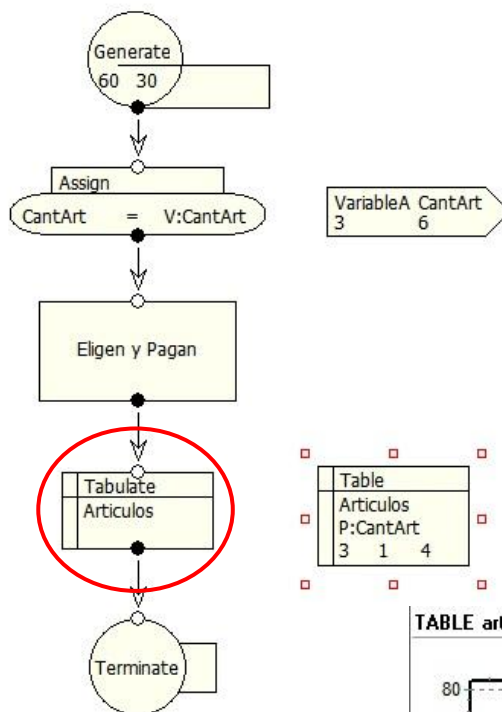 Generate
60 30
Assign
CantArt = V:CantArt
VariableA CantArt
3 6
Eligen y Pagan
Tabulate
Articulos
Table
Articulos
P:CantArt
3 1 4
Terminate
TABLE
80